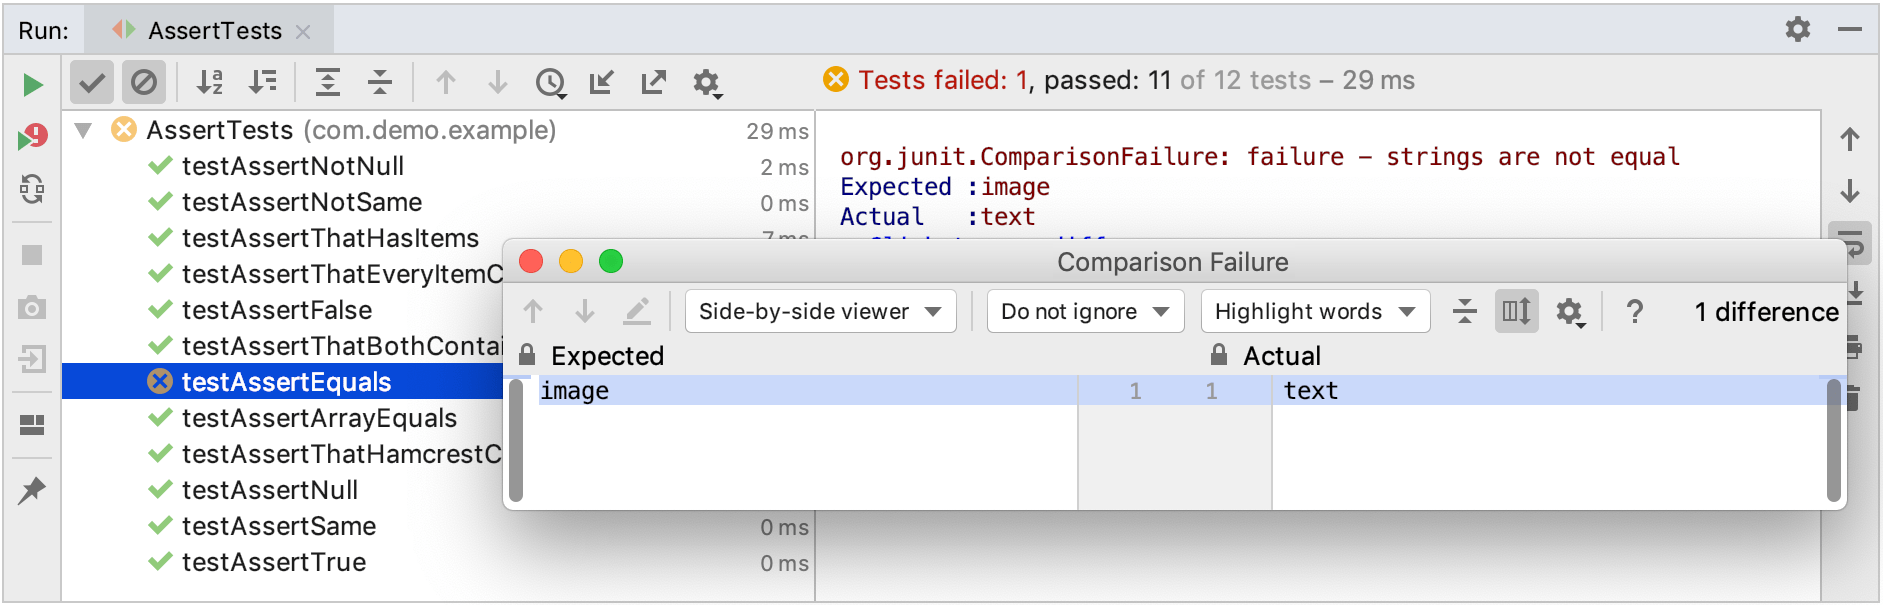 Run: AssertTests
Tests failed: 1, passed: 11 of 12 tests – 29 ms
AssertTests (com.demo.example) 29 ms
testAssertNotNull 2 ms
testAssertNotSame 0 ms
testAssertThatHasItems
testAssertThatEveryItemC
testAssertFalse
testAssertThatBothContai
testAssertEquals
testAssertArrayEquals
testAssertThatHamcrestC
testAssertNull
testAssertSame 0 ms
testAssertTrue 0 ms
org.junit.ComparisonFailure: failure – strings are not equal
Expected :image
Actual :text
Comparison Failure
Side-by-side viewer Do not ignore Highlight words ? 1 difference
Expected Actual
image 1 1 text